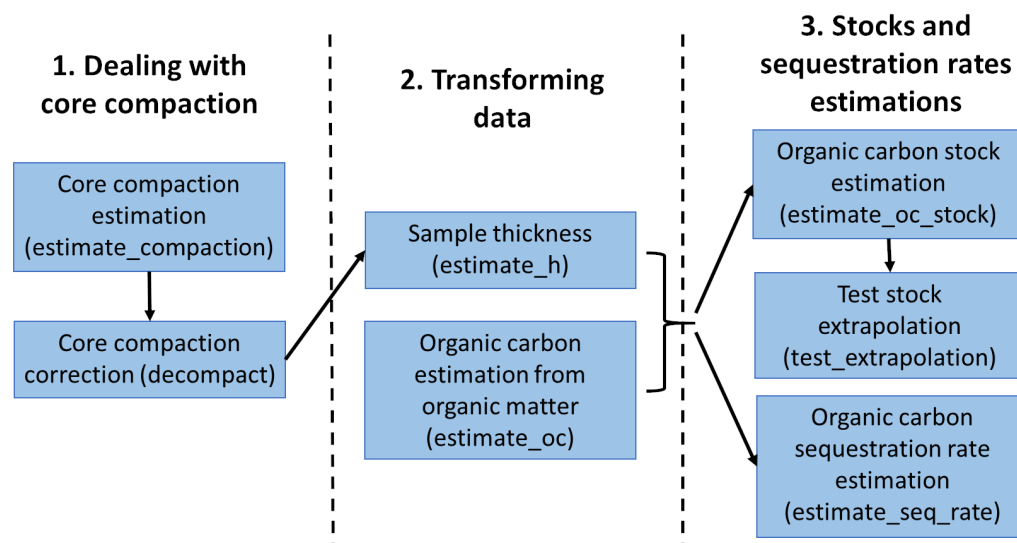 1. Dealing with
core compaction
Core compaction
estimation
(estimate_compaction)
Core compaction
correction (decompact)
2. Transforming
data
Sample thickness
(estimate_h)
Organic carbon
estimation from
organic matter
(estimate_oc)
3. Stocks and
sequestration rates
estimations
Organic carbon stock
estimation
(estimate_oc_stock)
Test stock
extrapolation
(test_extrapolation)
Organic carbon
sequestration rate
estimation
(estimate_seq_rate)